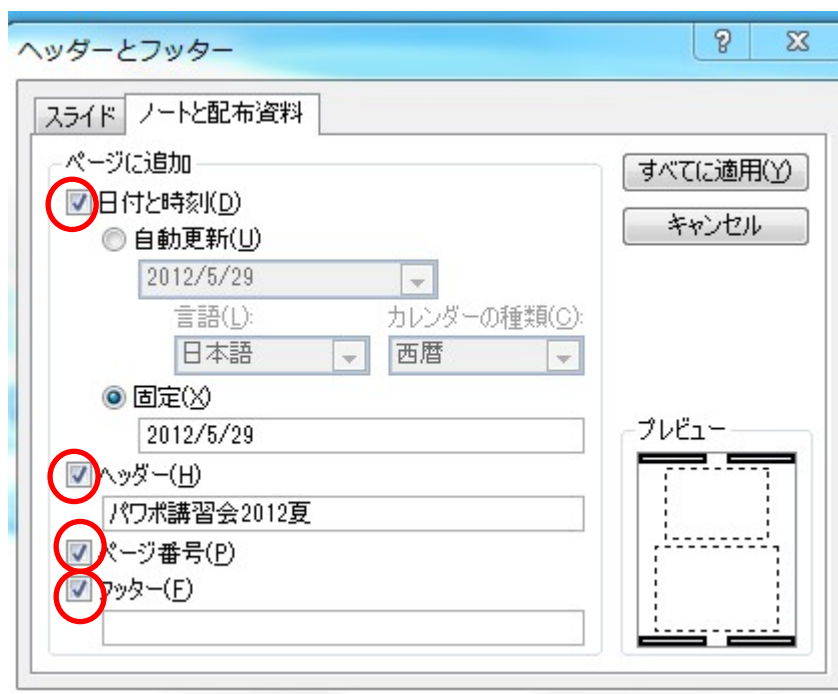 ヘッダーとフッター
スライド ノートと配布資料
ページに追加
すべてに適用(Y)
日付と時刻(D)
キャンセル
自動更新(U)
2012/5/29
言語(L): カレンダーの種類(C):
日本語 西暦
固定(X)
2012/5/29
プレビュー
ヘッダー(H)
パワポ講習会2012夏
ページ番号(P)
フッター(F)